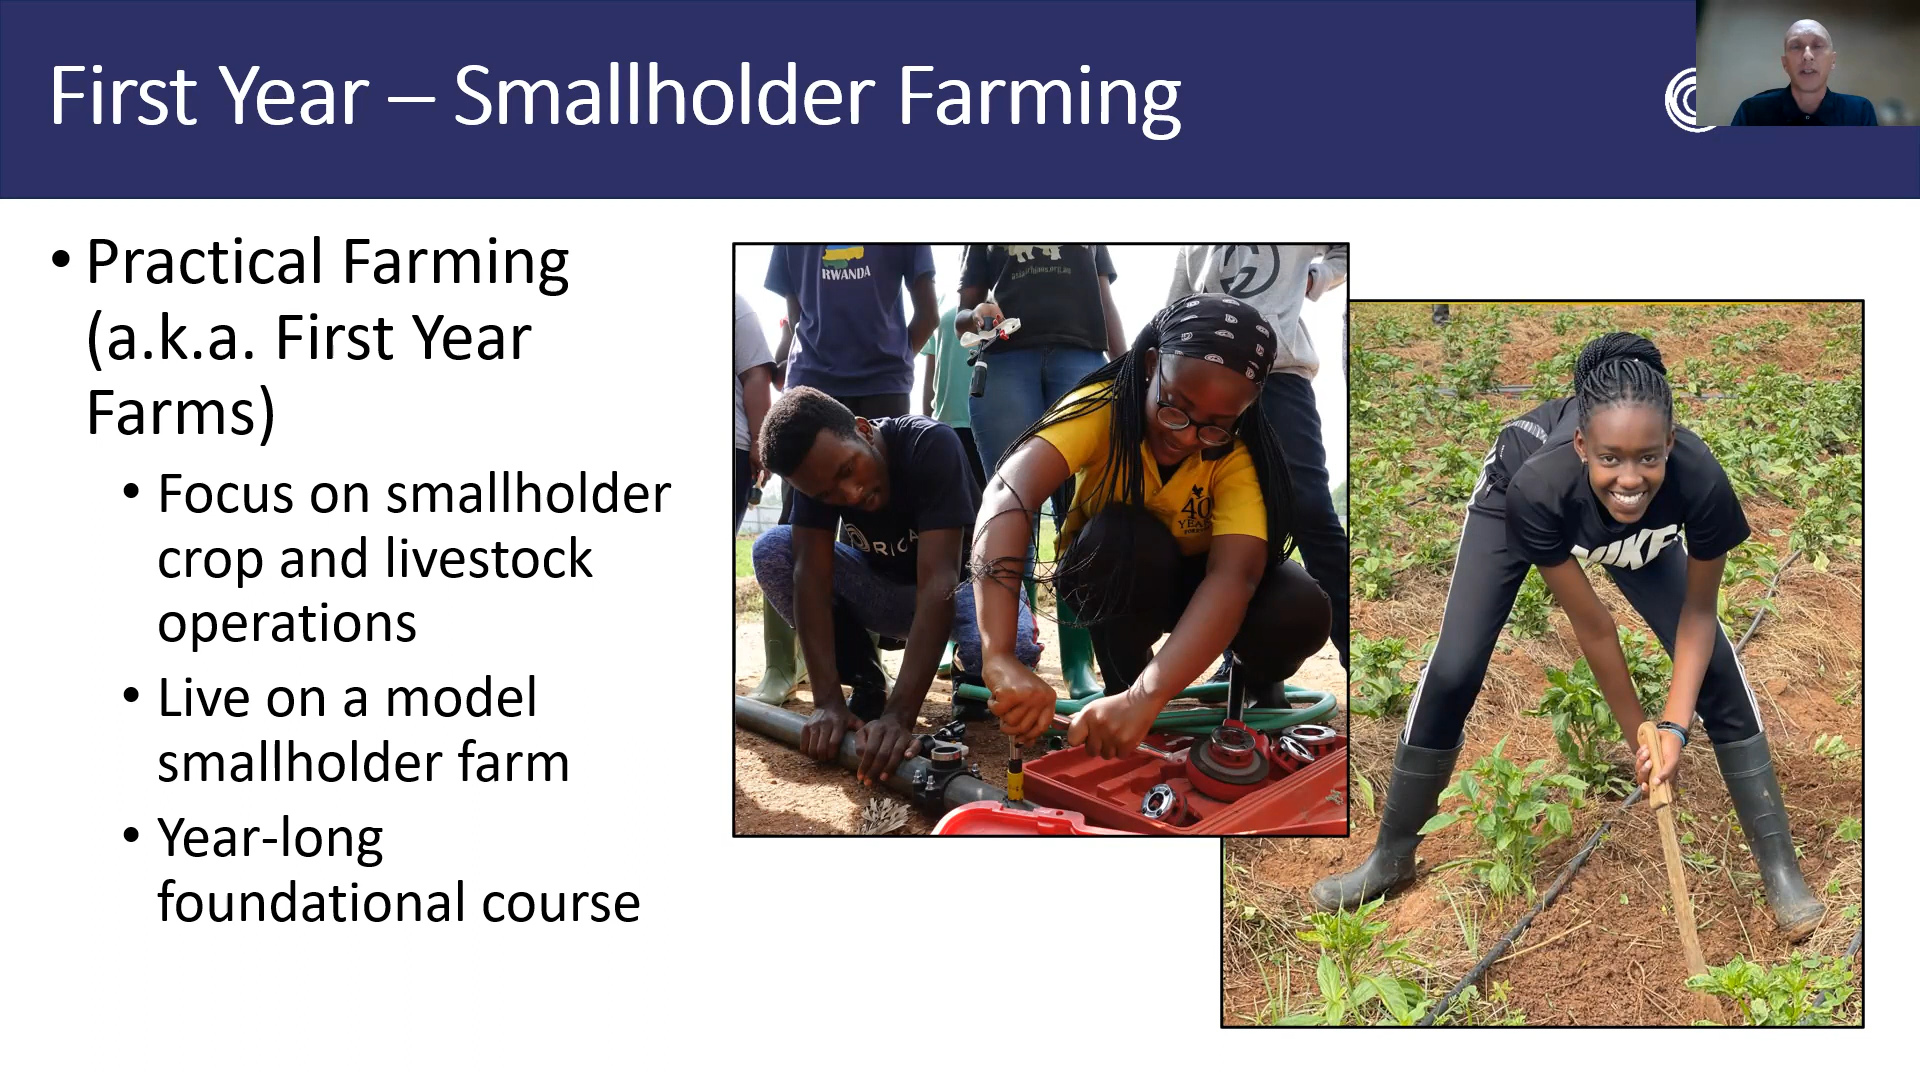 First Year – Smallholder Farming
• Practical Farming
(a.k.a. First Year
Farms)
• Focus on smallholder
crop and livestock
operations
• Live on a model
smallholder farm
• Year-long
foundational course
RWANDA
40
NIKE